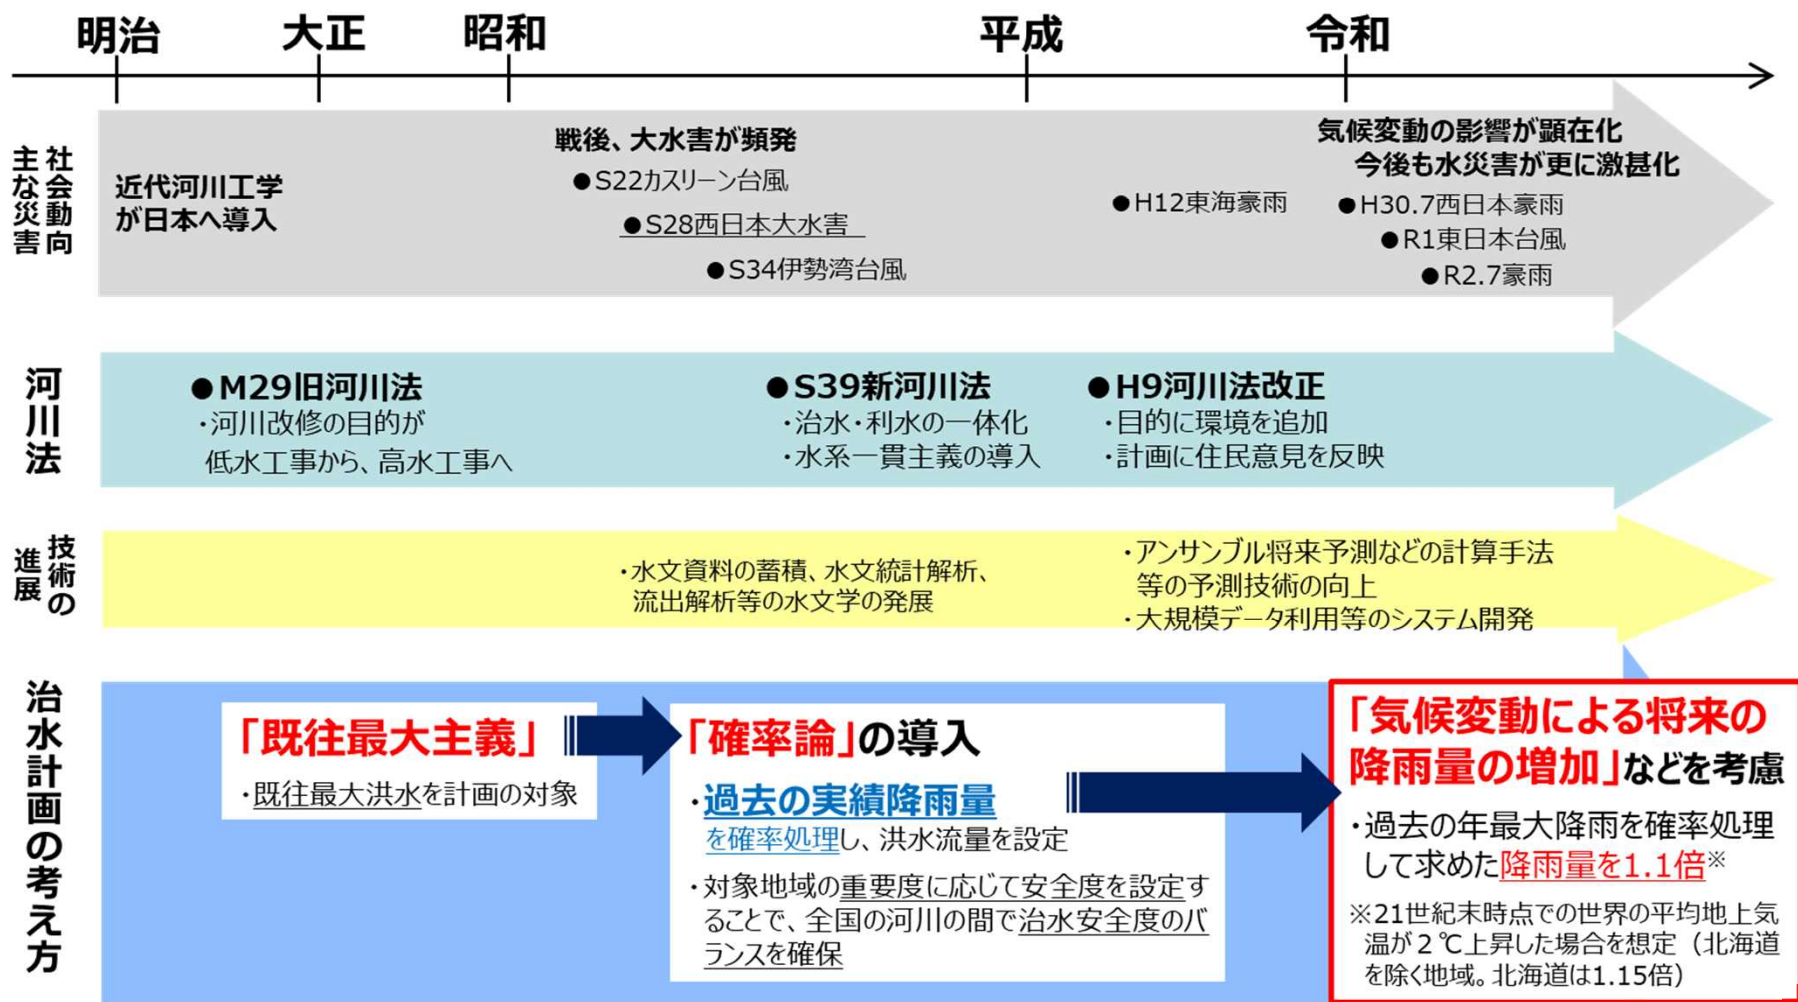 明治
大正
昭和
平成
令和
社会動向
主な災害
近代河川工学
が日本へ導入
戦後、大水害が頻発
●S22カスリーン台風
●S28西日本大水害
●S34伊勢湾台風
●H12東海豪雨
気候変動の影響が顕在化
今後も水災害が更に激甚化
●H30.7西日本豪雨
●R1東日本台風
●R2.7豪雨
河川法
●M29旧河川法
・河川改修の目的が
低水工事から、高水工事へ
●S39新河川法
・治水・利水の一体化
・水系一貫主義の導入
●H9河川法改正
・目的に環境を追加
・計画に住民意見を反映
技術の
進展
・水文資料の蓄積、水文統計解析、
流出解析等の水文学の発展
・アンサンブル将来予測などの計算手法
等の予測技術の向上
・大規模データ利用等のシステム開発
治水計画の考え方
「既往最大主義」
・既往最大洪水を計画の対象
「確率論」の導入
・過去の実績降雨量
を確率処理し、洪水流量を設定
・対象地域の重要度に応じて安全度を設定す
ることで、全国の河川の間で治水安全度のバ
ランスを確保
「気候変動による将来の
降雨量の増加」などを考慮
・過去の年最大降雨を確率処理
して求めた降雨量を1.1倍※
※21世紀末時点での世界の平均地上気
温が２℃上昇した場合を想定（北海道
を除く地域。北海道は1.15倍）